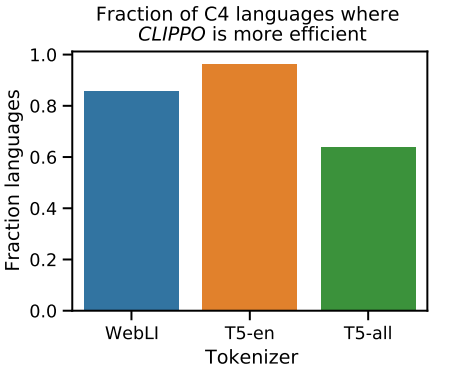 Fraction of C4 languages where
CLIPPO is more efficient
1.0
0.8
0.6
0.4
0.2
0.0
Fraction languages
WebLI T5-en T5-all
Tokenizer